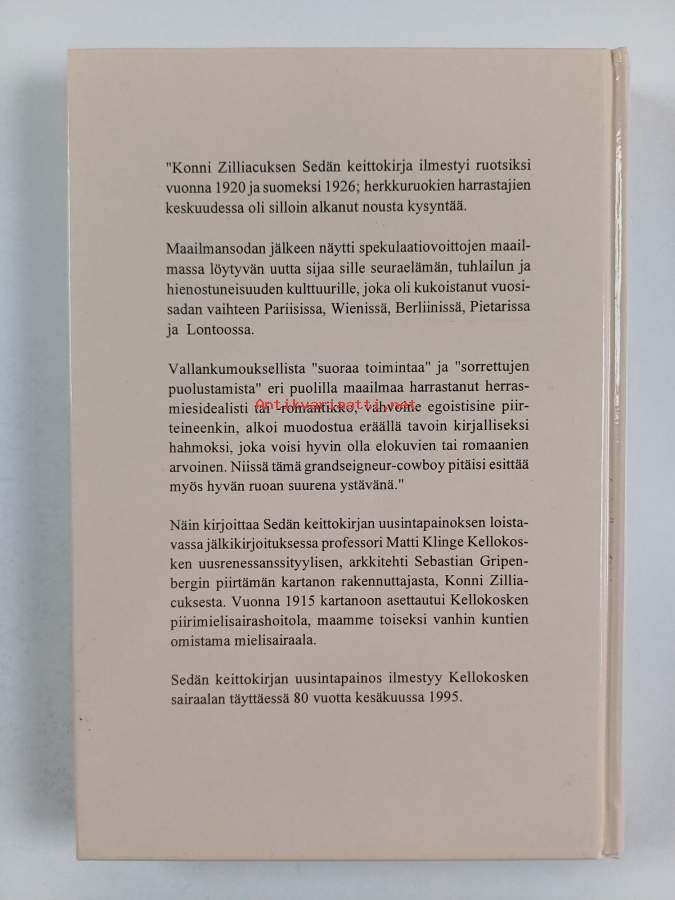 "Konni Zilliacuksen Sedän keittokirja ilmestyi ruotsiksi
vuonna 1920 ja suomeksi 1926; herkkuruokien harrastajien
keskuudessa oli silloin alkanut nousta kysyntää.
Maailmansodan jälkeen näytti spekulaatiovoittojen maail-
massa löytyvän uutta sijaa sille seuraelämän, tuhlailun ja
hienostuneisuuden kulttuurille, joka oli kukoistanut vuosi-
sadan vaihteen Pariisissa, Wienissä, Berliinissä, Pietarissa
ja Lontoossa.
Vallankumouksellista "suoraa toimintaa" ja "sorrettujen
puolustamista" eri puolilla maailmaa harrastanut herras-
miesidealisti tai -romantikko, vahvoine egoistisine piir-
Antikvariaatti.net
teineenkin, alkoi muodostua eräällä tavoin kirjalliseksi
hahmoksi, joka voisi hyvin olla elokuvien tai romaanien
arvoinen. Niissä tämä grandseigneur-cowboy pitäisi esittää
myös hyvän ruoan suurena ystävänä."
Näin kirjoittaa Sedän keittokirjan uusintapainoksen loista-
vassa jälkikirjoituksessa professori Matti Klinge Kellokos-
ken uusrenessanssityylisen, arkkitehti Sebastian Gripen-
bergin piirtämän kartanon rakennuttajasta, Konni Zillia-
cuksesta. Vuonna 1915 kartanoon asettautui Kellokosken
piirimielisairashoitola, maamme toiseksi vanhin kuntien
omistama mielisairaala.
Sedän keittokirjan uusintapainos ilmestyy Kellokosken
sairaalan täyttäessä 80 vuotta kesäkuussa 1995.